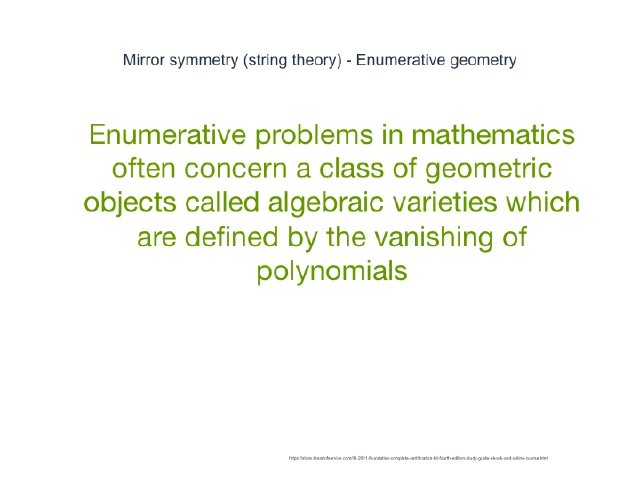 Mirror symmetry (string theory) - Enumerative geometry
Enumerative problems in mathematics
often concern a class of geometric
objects called algebraic varieties which
are defined by the vanishing of
polynomials